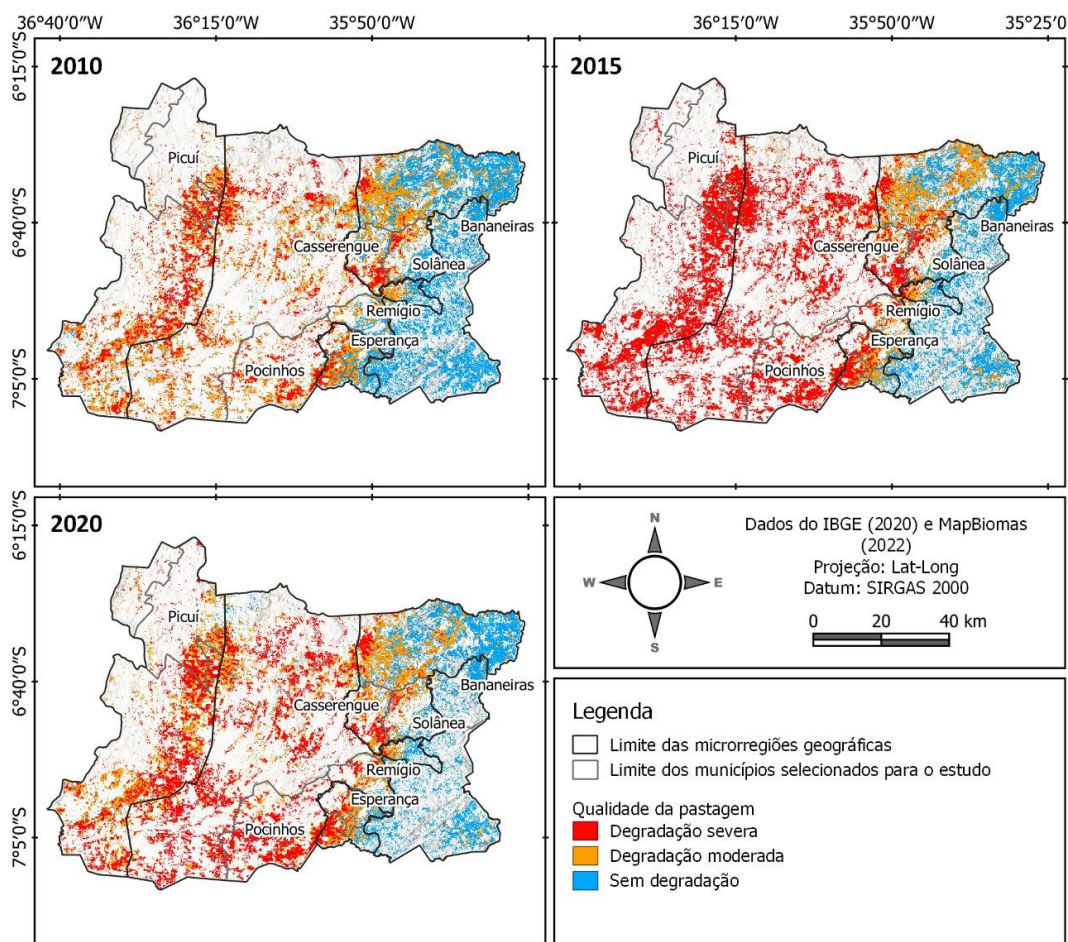 36°40'0"W 36°15'0"W 35°50'0"W 36°15'0"W 35°50'0"W 35°25'0
6°15'0"S
6°40'0"S
7°5'0"S
2010
Picuí
Bananeiras
Casserengue
Solânea
Remígio
Esperança
Pocinhos
2015
Picuí
Bananeiras
Casserengue
Solânea
Remígio
Esperança
Pocinhos
6°15'0"S
6°40'0"S
7°5'0"S
2020
Picuí
Bananeiras
Casserengue
Solânea
Remígio
Esperança
Pocinhos
N
W E
S
Dados do IBGE (2020) e MapBiomas
(2022)
Projeção: Lat-Long
Datum: SIRGAS 2000
0 20 40 km
Legenda
Limite das microrregiões geográficas
Limite dos municípios selecionados para o estudo
Qualidade da pastagem
Degradação severa
Degradação moderada
Sem degradação